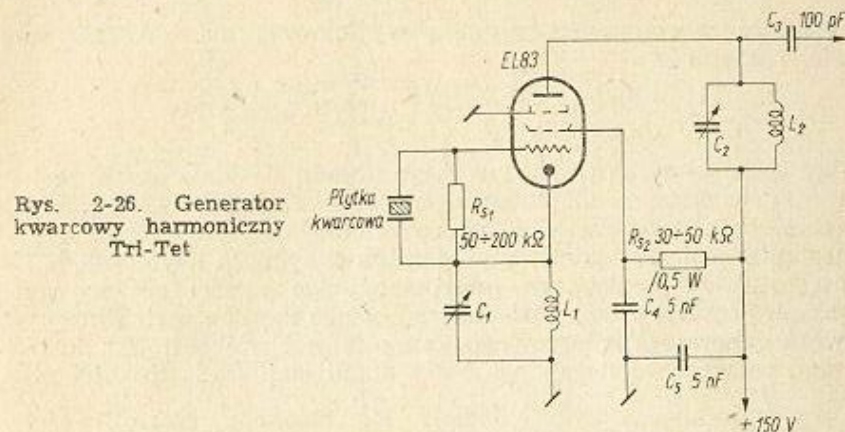 Rys. 2-26. Generator
kwarcowy harmoniczny
Tri-Tet
EL83
C3 100 pF
C2
L2
Płytka
kwarcowa
RS1
50÷200 kΩ
RS2 30÷50 kΩ
/0,5 W
C1
L1
C4 5 nF
C5 5 nF
+150 V